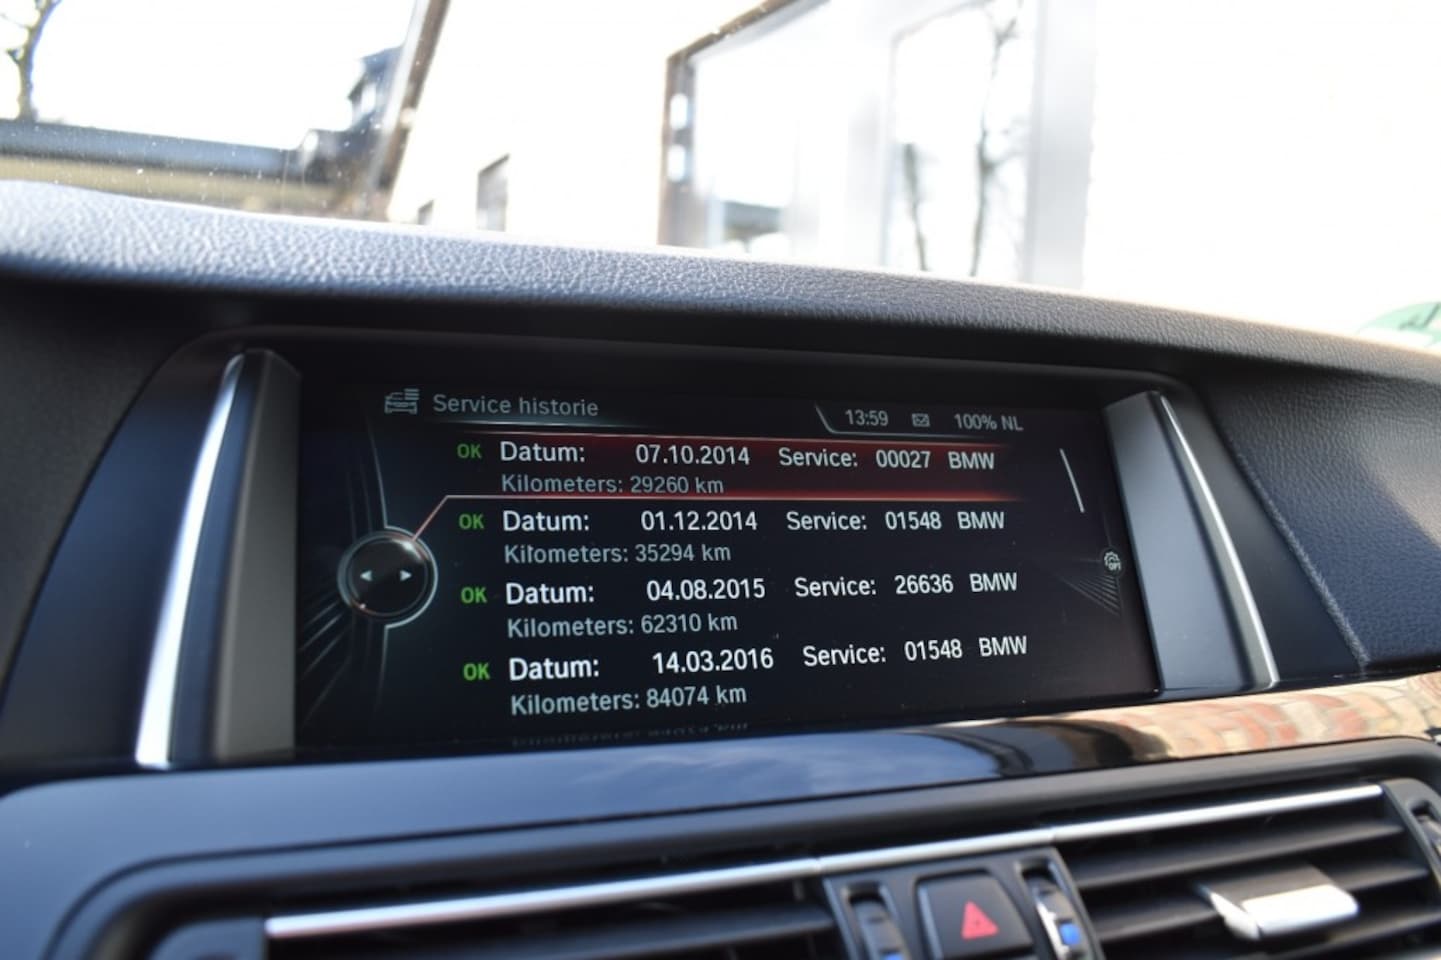 Service historie
13:59 100% NL
OK Datum: 07.10.2014 Service: 00027 BMW
Kilometers: 29260 km
OK Datum: 01.12.2014 Service: 01548 BMW
Kilometers: 35294 km
OK Datum: 04.08.2015 Service: 26636 BMW
Kilometers: 62310 km
OK Datum: 14.03.2016 Service: 01548 BMW
Kilometers: 84074 km